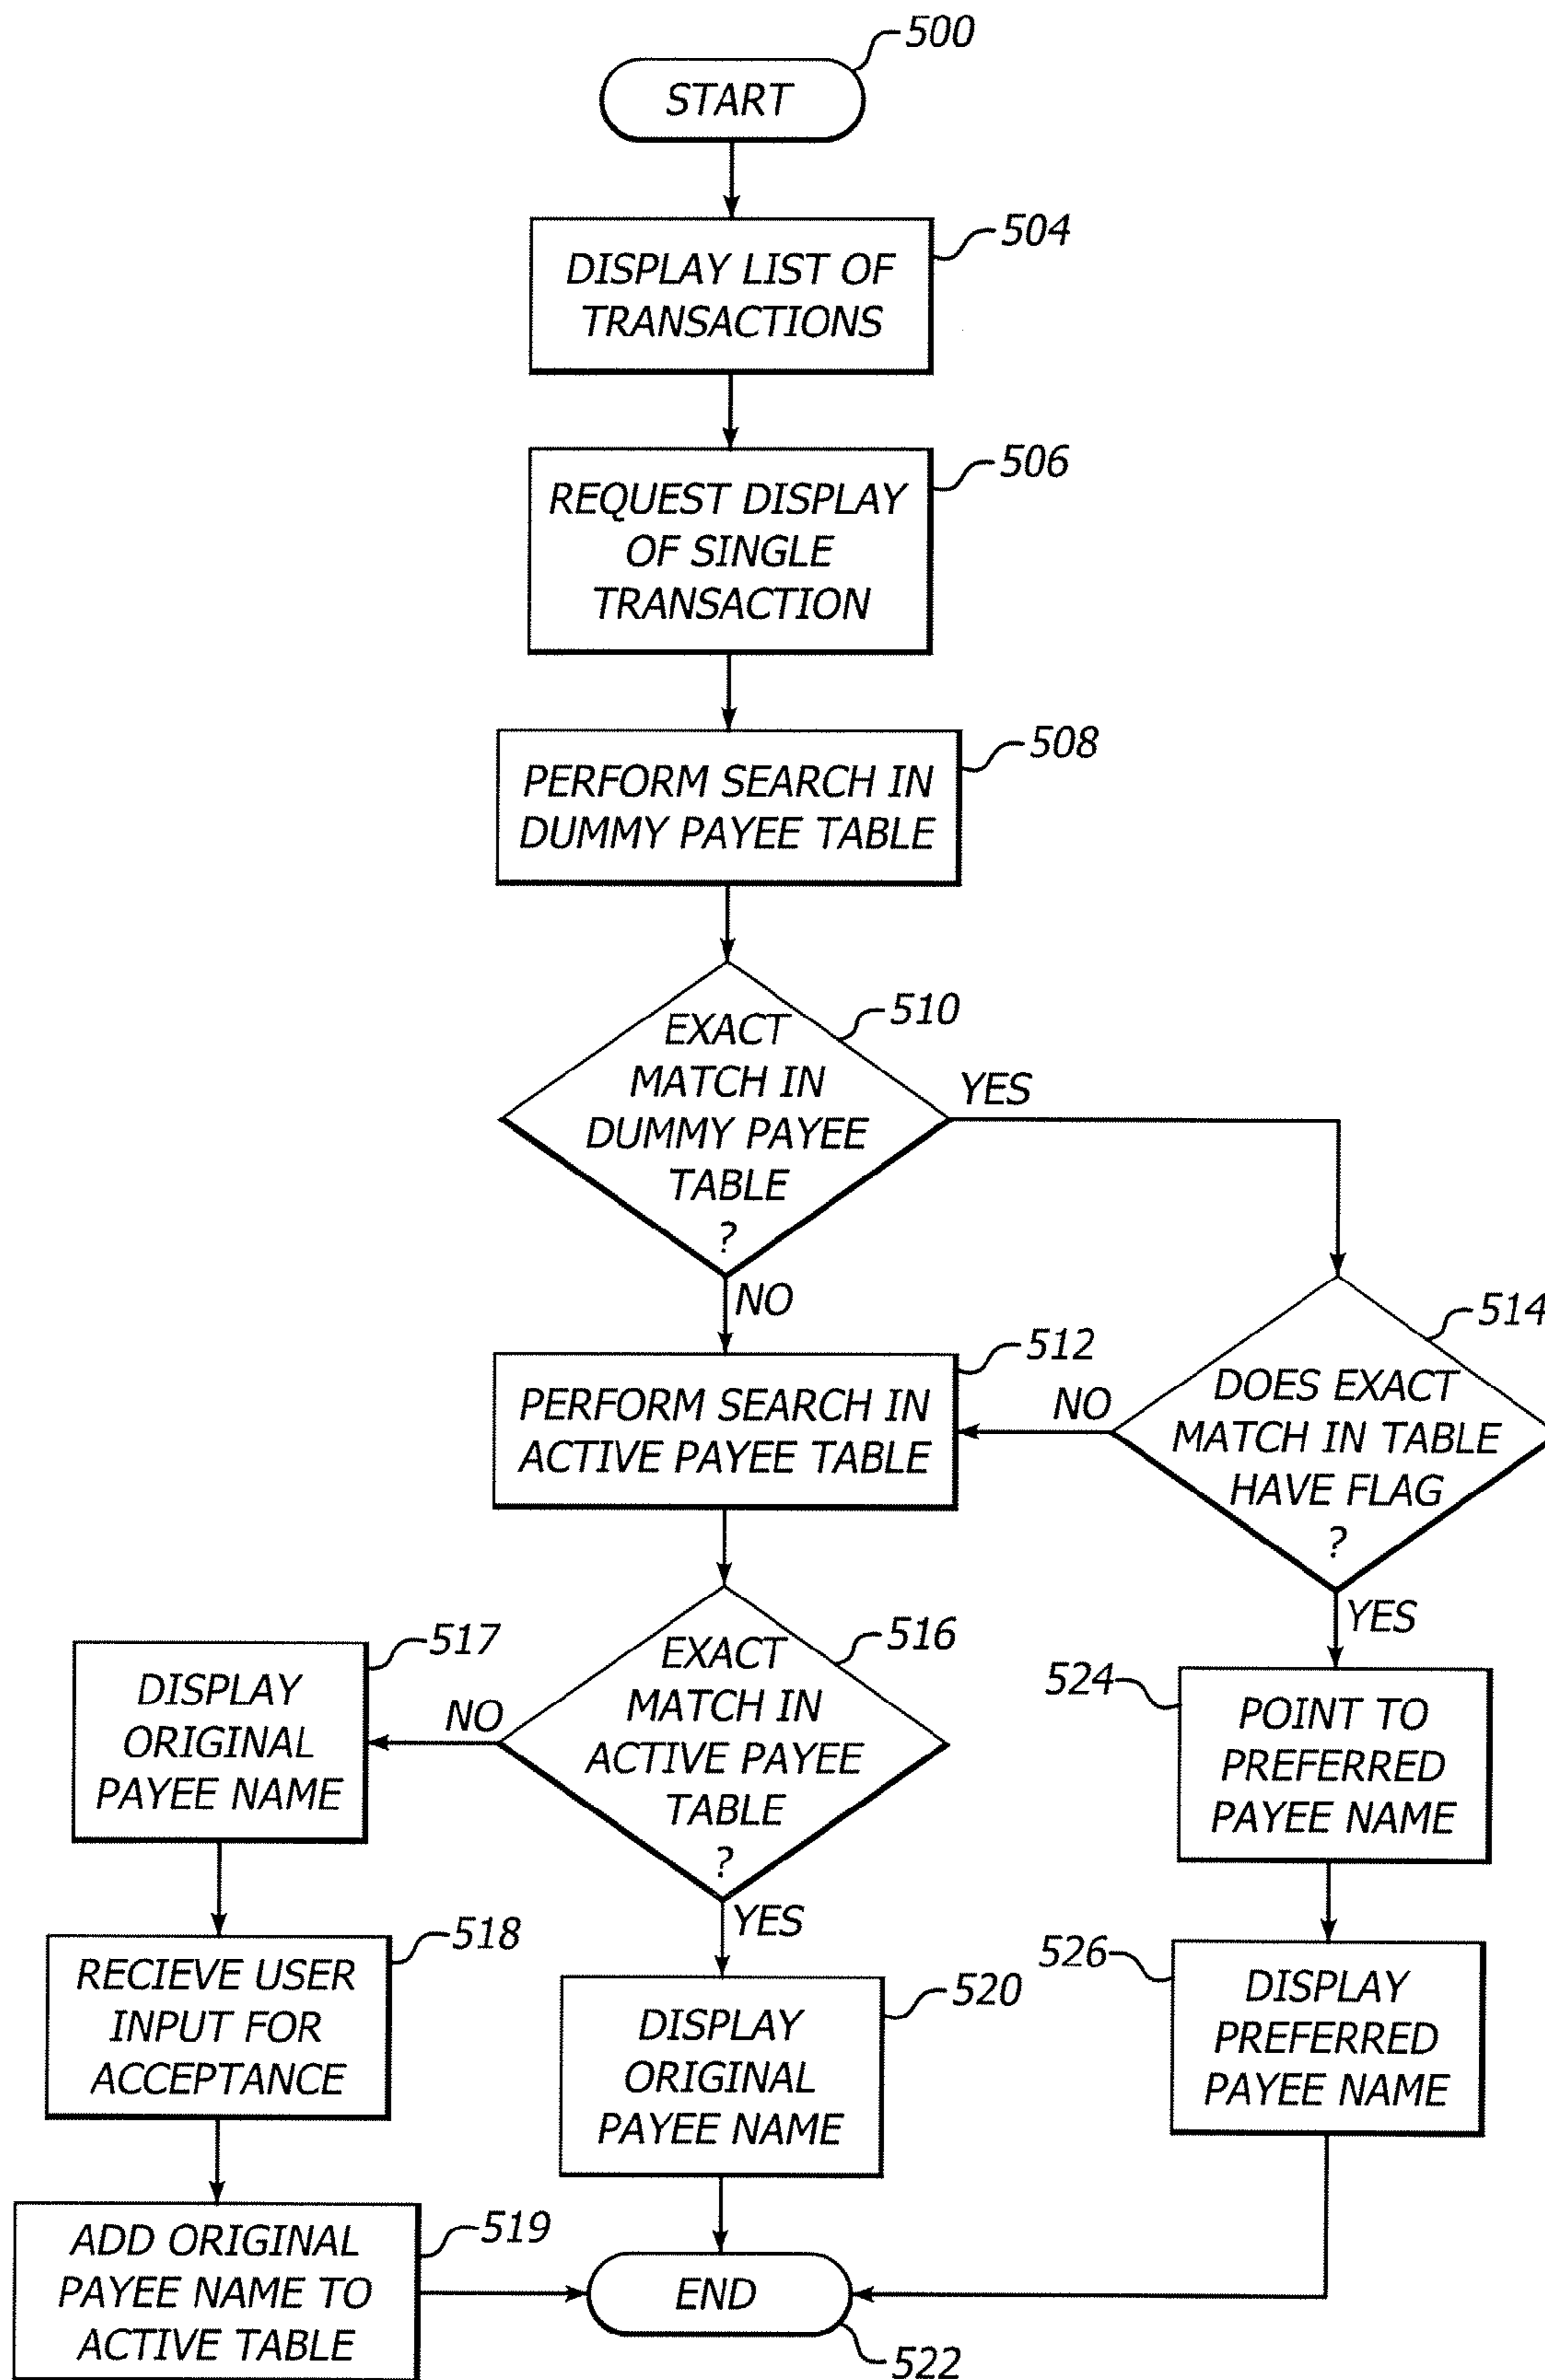 500
START
504
DISPLAY LIST OF
TRANSACTIONS
506
REQUEST DISPLAY
OF SINGLE
TRANSACTION
508
PERFORM SEARCH IN
DUMMY PAYEE TABLE
510
EXACT
MATCH IN
DUMMY PAYEE
TABLE
?
YES
NO
514
DOES EXACT
MATCH IN TABLE
HAVE FLAG
?
NO
YES
512
PERFORM SEARCH IN
ACTIVE PAYEE TABLE
516
EXACT
MATCH IN
ACTIVE PAYEE
TABLE
?
NO
YES
517
DISPLAY
ORIGINAL
PAYEE NAME
518
RECIEVE USER
INPUT FOR
ACCEPTANCE
519
ADD ORIGINAL
PAYEE NAME TO
ACTIVE TABLE
520
DISPLAY
ORIGINAL
PAYEE NAME
524
POINT TO
PREFERRED
PAYEE NAME
526
DISPLAY
PREFERRED
PAYEE NAME
END
522